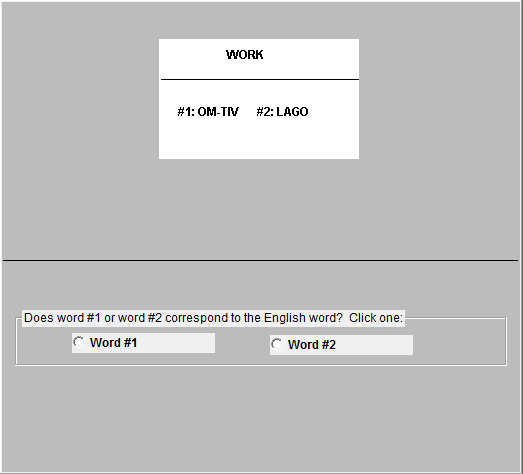 WORK
#1: OM-TIV #2: LAGO
Does word #1 or word #2 correspond to the English word? Click one:
Word #1 Word #2